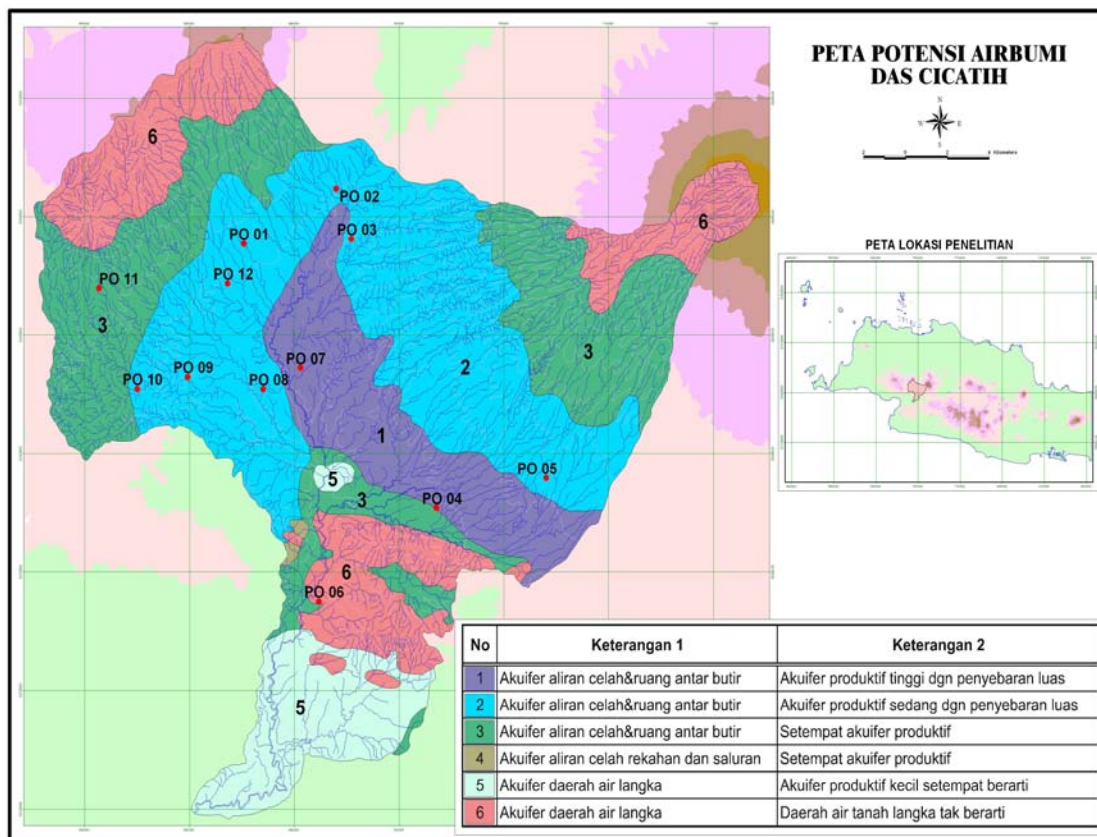 PETA POTENSI AIRBUMI
DAS CICATIH
N
W E
S
PETA LOKASI PENELITIAN
6
PO 02
6
PO 01
PO 03
PO 11
PO 12
3
3
PO 07
2
PO 09
PO 08
PO 10
1
5
PO 05
3
PO 04
6
PO 06
5
No Keterangan 1 Keterangan 2
1 Akuifer aliran celah&ruang antar butir Akuifer produktif tinggi dgn penyebaran luas
2 Akuifer aliran celah&ruang antar butir Akuifer produktif sedang dgn penyebaran luas
3 Akuifer aliran celah&ruang antar butir Setempat akuifer produktif
4 Akuifer aliran celah rekahan dan saluran Setempat akuifer produktif
5 Akuifer daerah air langka Akuifer produktif kecil setempat berarti
6 Akuifer daerah air langka Daerah air tanah langka tak berarti